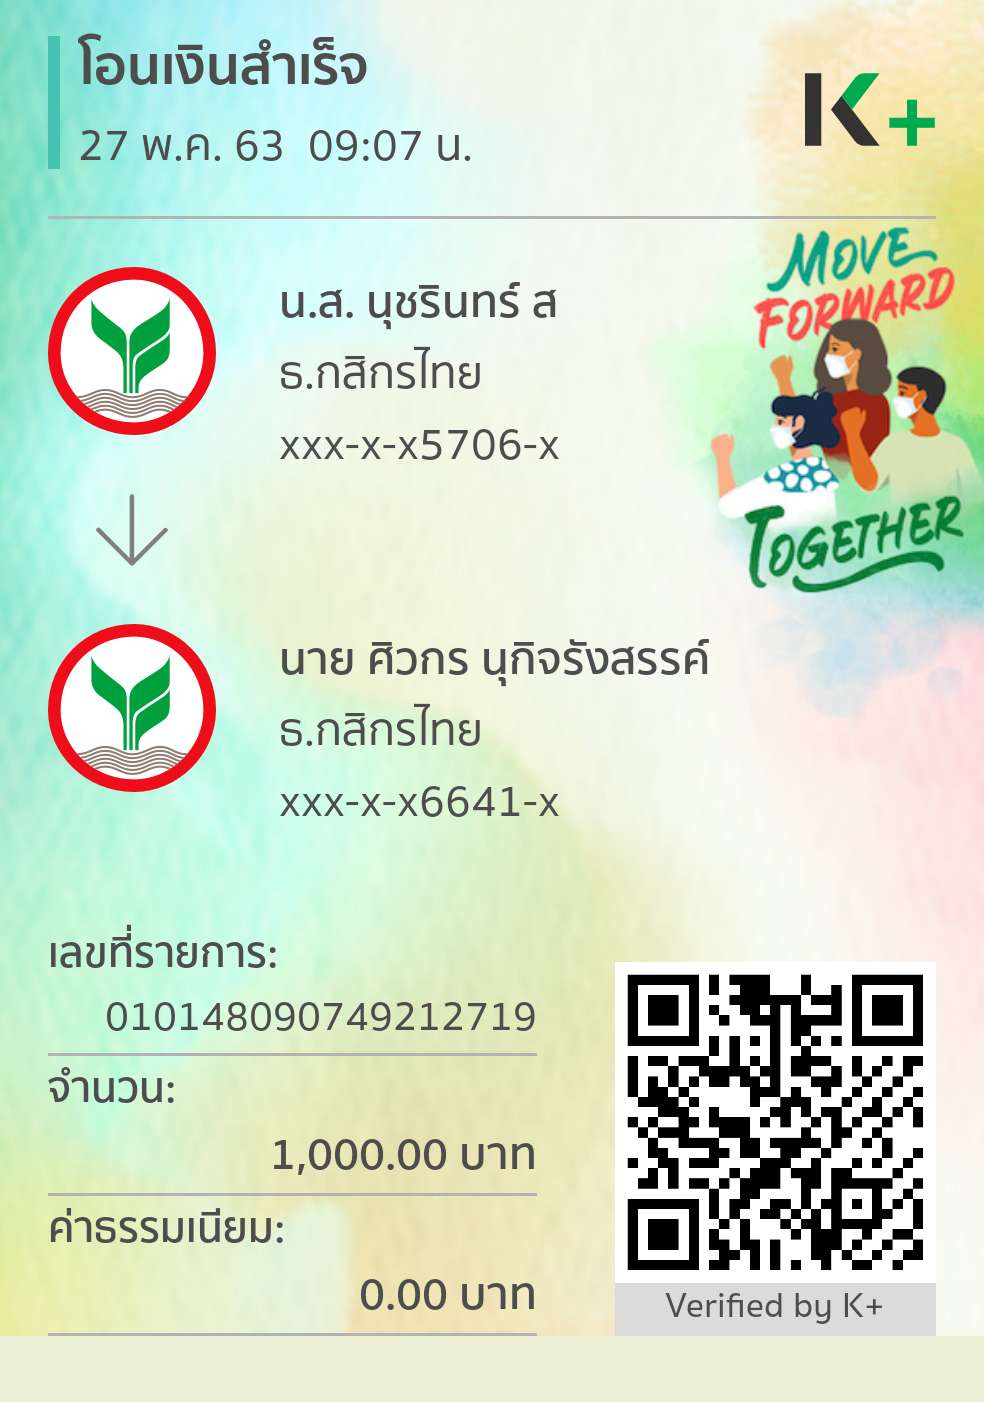 โอนเงินสำเร็จ
27 พ.ค. 63  09:07 น.
K+
MOVE
FORWARD
น.ส. นุชรินทร์ ส
ธ.กสิกรไทย
xxx-x-x5706-x
TOGETHER
นาย ศิวกร นุกิจรังสรรค์
ธ.กสิกรไทย
xxx-x-x6641-x
เลขที่รายการ:
010148090749212719
จำนวน:
1,000.00 บาท
ค่าธรรมเนียม:
0.00 บาท
Verified by K+